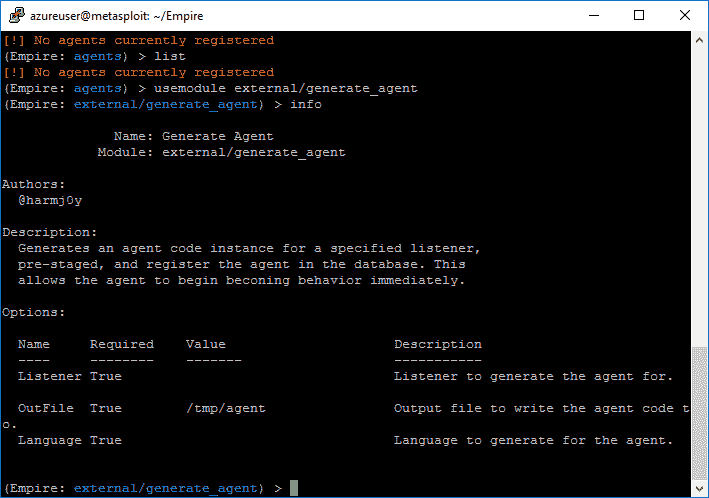 azureuser@metasploit: ~/Empire
[!] No agents currently registered
(Empire: agents) > list
[!] No agents currently registered
(Empire: agents) > usemodule external/generate_agent
(Empire: external/generate_agent) > info
Name: Generate Agent
Module: external/generate_agent
Authors:
@harmj0y
Description:
Generates an agent code instance for a specified listener,
pre-staged, and register the agent in the database. This
allows the agent to begin beconing behavior immediately.
Options:
Name Required Value Description
---- -------- ------- -----------
Listener True Listener to generate the agent for.
OutFile True /tmp/agent Output file to write the agent code t
o.
Language True Language to generate for the agent.
(Empire: external/generate_agent) >